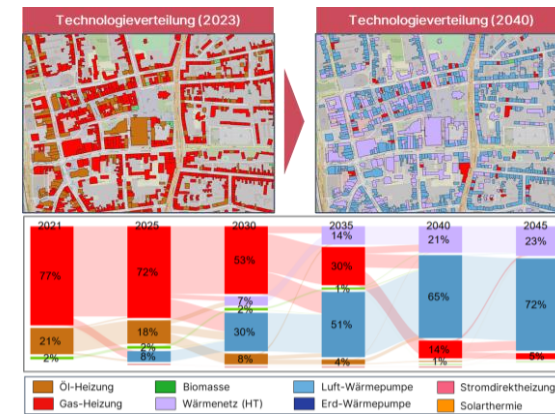 Technologieverteilung (2023)
Technologieverteilung (2040)
2021 2025 2030 2035 2040 2045
77% 72% 53% 14% 21% 23%
30%
7% 1% 65% 72%
2%
21% 18% 30% 51%
2% 14%
2% 8% 8% 4% 1% 5%
Öl-Heizung Biomasse Luft-Wärmepumpe Stromdirektheizung
Gas-Heizung Wärmenetz (HT) Erd-Wärmepumpe Solarthermie